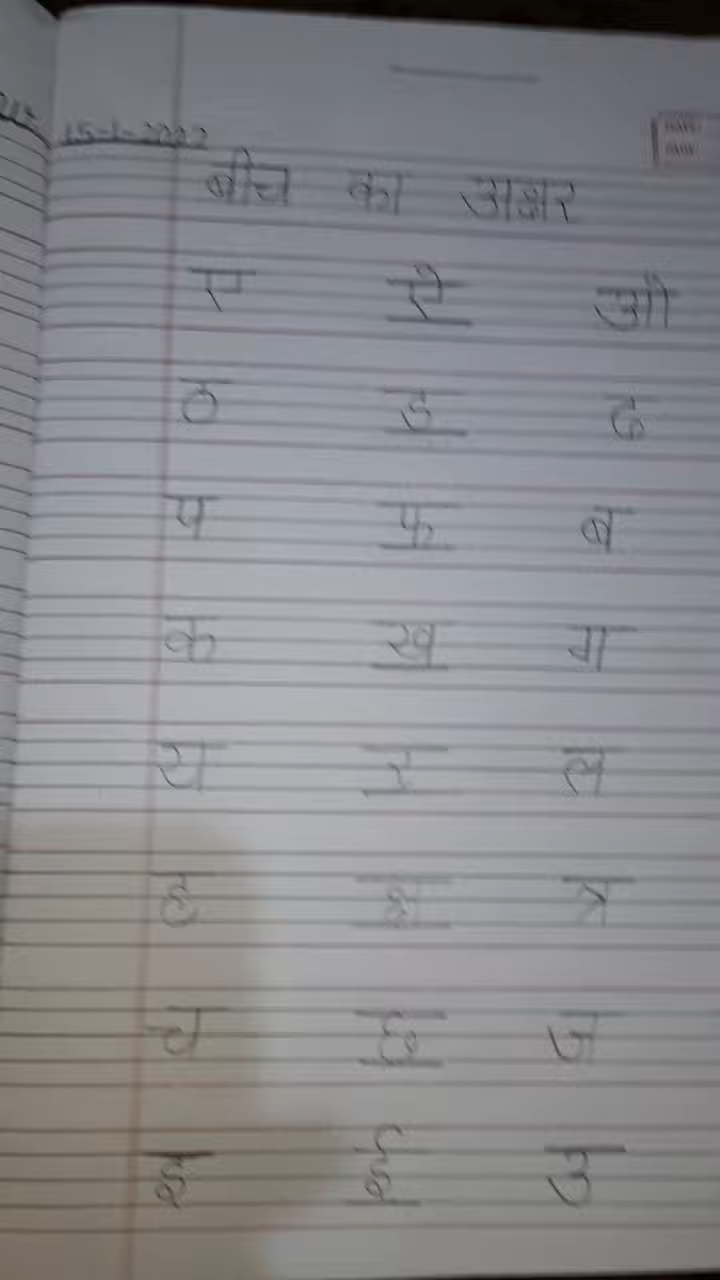 15-1-2022
बीच का अक्षर
ए ऐ ओ
ठ ड ढ
प फ ब
क ख ग
य र ल
ह क्ष त्र
च छ ज
इ ई उ